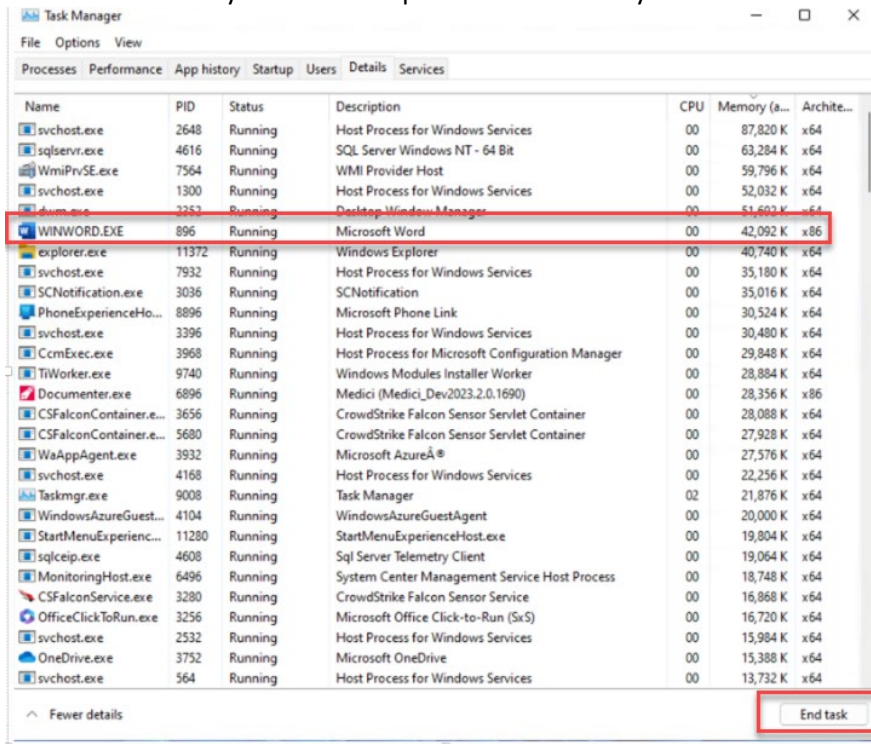 Task Manager
File Options View
Processes Performance App history Startup Users Details Services
Name PID Status Description CPU Memory (a... Archite...
svchost.exe 2648 Running Host Process for Windows Services 00 87,820 K x64
sqlservr.exe 4616 Running SQL Server Windows NT - 64 Bit 00 63,284 K x64
WmiPrvSE.exe 7564 Running WMI Provider Host 00 59,796 K x64
svchost.exe 1300 Running Host Process for Windows Services 00 52,032 K x64
dwm.exe 2352 Running Desktop Window Manager 00 x64
WINWORD.EXE 896 Running Microsoft Word 00 42,092 K x86
explorer.exe 11372 Running Windows Explorer 00 40,740 K x64
svchost.exe 7932 Running Host Process for Windows Services 00 35,180 K x64
SCNotification.exe 3036 Running SCNotification 00 35,016 K x64
PhoneExperienceHo... 8896 Running Microsoft Phone Link 00 30,524 K x64
svchost.exe 3396 Running Host Process for Windows Services 00 30,480 K x64
CcmExec.exe 3968 Running Host Process for Microsoft Configuration Manager 00 29,848 K x64
TiWorker.exe 9740 Running Windows Modules Installer Worker 00 28,884 K x64
Documenter.exe 6896 Running Medici (Medici_Dev2023.2.0.1690) 00 28,356 K x86
CSFalconContainer.e... 3656 Running CrowdStrike Falcon Sensor Servlet Container 00 28,088 K x64
CSFalconContainer.e... 5680 Running CrowdStrike Falcon Sensor Servlet Container 00 27,928 K x64
WaAppAgent.exe 3932 Running Microsoft AzureÂ® 00 27,576 K x64
svchost.exe 4168 Running Host Process for Windows Services 00 22,256 K x64
Taskmgr.exe 9008 Running Task Manager 02 21,876 K x64
WindowsAzureGuest... 4104 Running WindowsAzureGuestAgent 00 20,000 K x64
StartMenuExperienc... 11280 Running StartMenuExperienceHost.exe 00 19,804 K x64
sqlceip.exe 4608 Running Sql Server Telemetry Client 00 19,064 K x64
MonitoringHost.exe 6496 Running System Center Management Service Host Process 00 18,748 K x64
CSFalconService.exe 3280 Running CrowdStrike Falcon Sensor Service 00 16,868 K x64
OfficeClickToRun.exe 3256 Running Microsoft Office Click-to-Run (SxS) 00 16,720 K x64
svchost.exe 2532 Running Host Process for Windows Services 00 15,984 K x64
OneDrive.exe 3752 Running Microsoft OneDrive 00 15,388 K x64
svchost.exe 564 Running Host Process for Windows Services 00 13,732 K x64
Fewer details End task